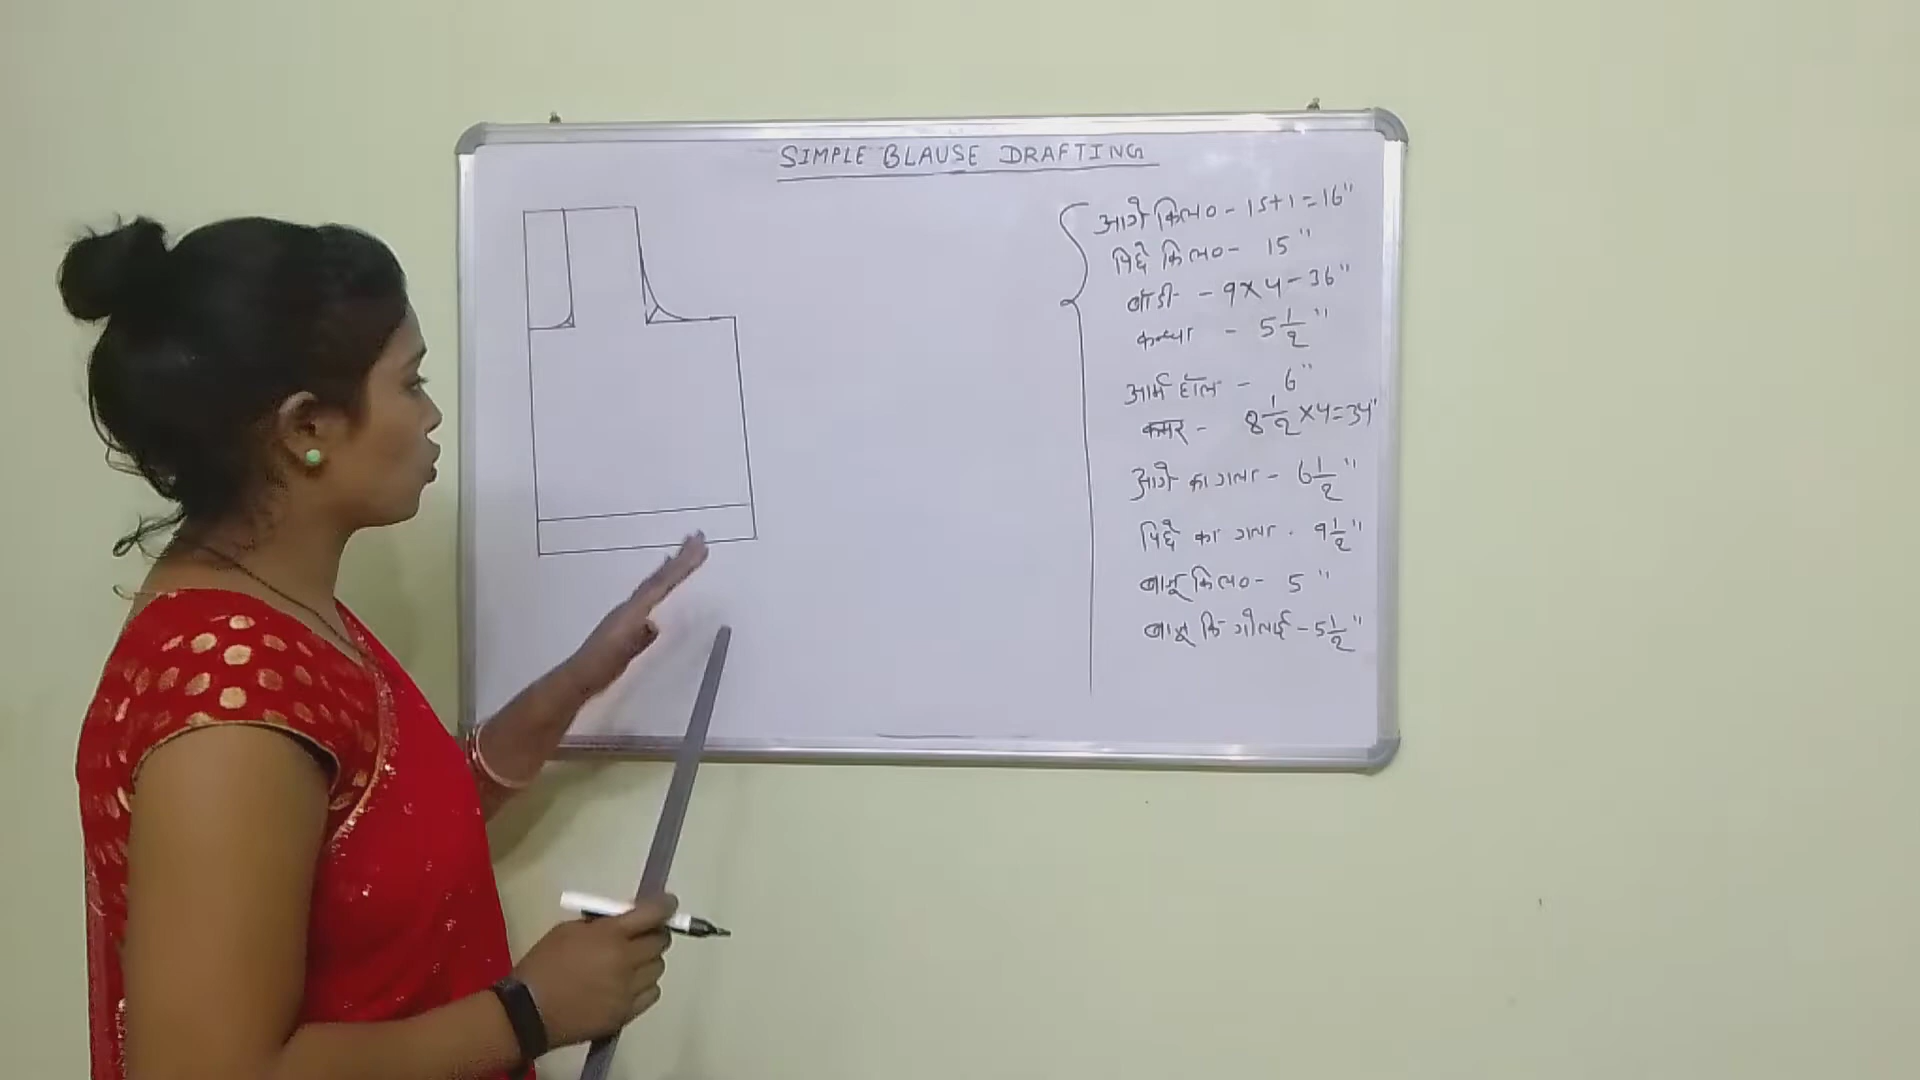 SIMPLE BLAUSE DRAFTING
आगे कि ल० - 15+1=16"
पिछे कि ल० - 15"
बॉडी - 9x4-36"
कन्धा - 5 1/2"
आर्म हॉल - 6"
कमर - 8 1/2 x4=34"
आगे का गला - 6 1/2"
पिछे का गला - 9 1/2"
बाजू कि ल० - 5"
बाजू कि गोलाई - 5 1/2"